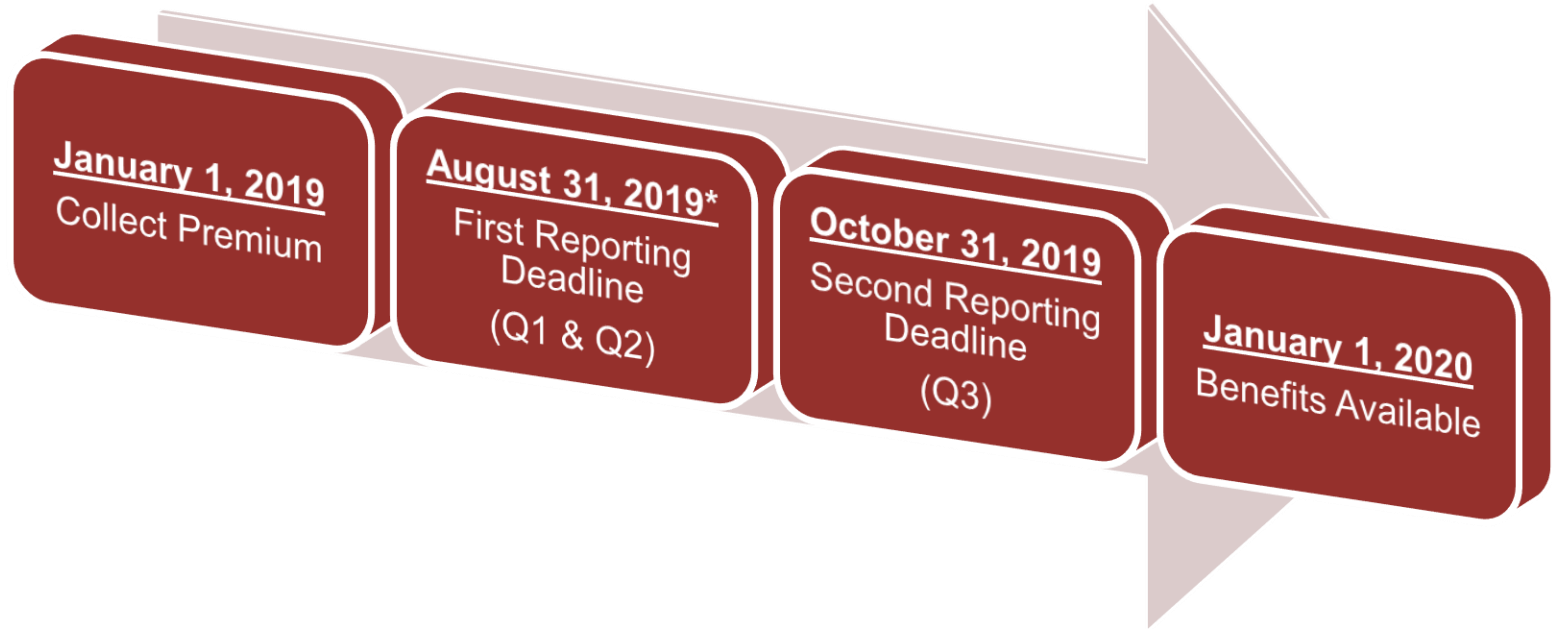 January 1, 2019
Collect Premium
August 31, 2019*
First Reporting
Deadline
(Q1 & Q2)
October 31, 2019
Second Reporting
Deadline
(Q3)
January 1, 2020
Benefits Available